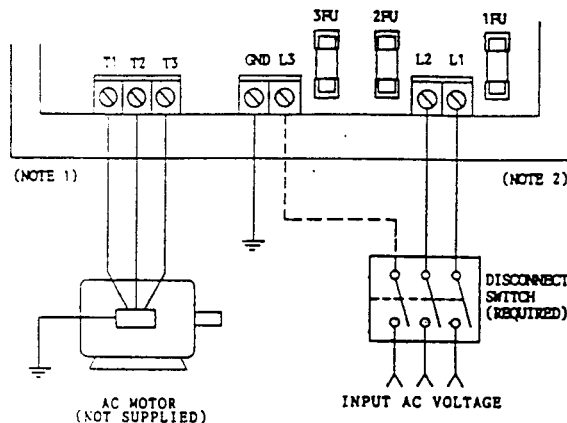 3FU 2FU 1FU
T1 T2 T3 GND L3 L2 L1
(NOTE 1) (NOTE 2)
DISCONNECT
SWITCH
(REQUIRED)
AC MOTOR
(NOT SUPPLIED)
INPUT AC VOLTAGE